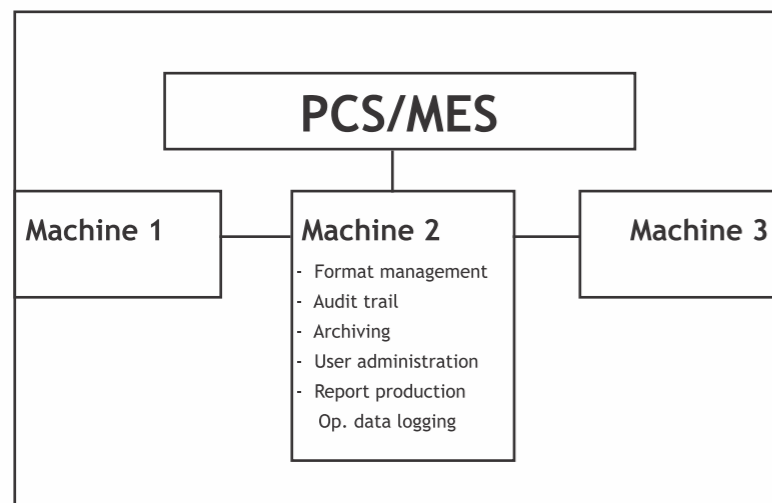 PCS/MES
Machine 1
Machine 2
Machine 3
- Format management
- Audit trail
- Archiving
- User administration
- Report production
Op. data logging